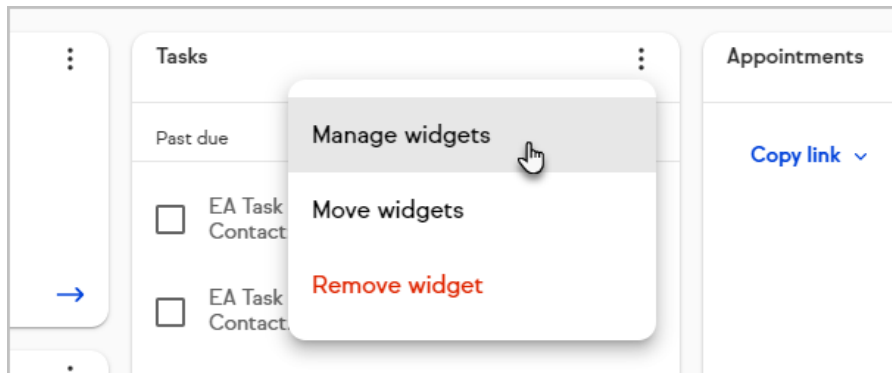 Tasks
Appointments
Past due
Manage widgets
Copy link
Move widgets
EA Task
Contact
Remove widget
EA Task
Contact.